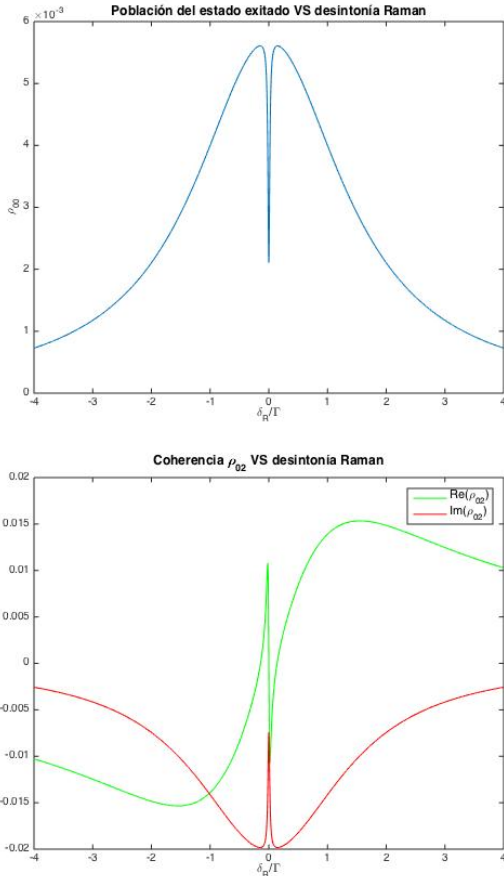 Población del estado exitado VS desintonía Raman
×10⁻³
6
5
4
3
2
1
0
ρ₀₀
-4 -3 -2 -1 0 1 2 3 4
δ_R/Γ
Coherencia ρ₀₂ VS desintonía Raman
0.02
0.015
0.01
0.005
0
-0.005
-0.01
-0.015
-0.02
Re(ρ₀₂)
Im(ρ₀₂)
-4 -3 -2 -1 0 1 2 3 4
δ_R/Γ